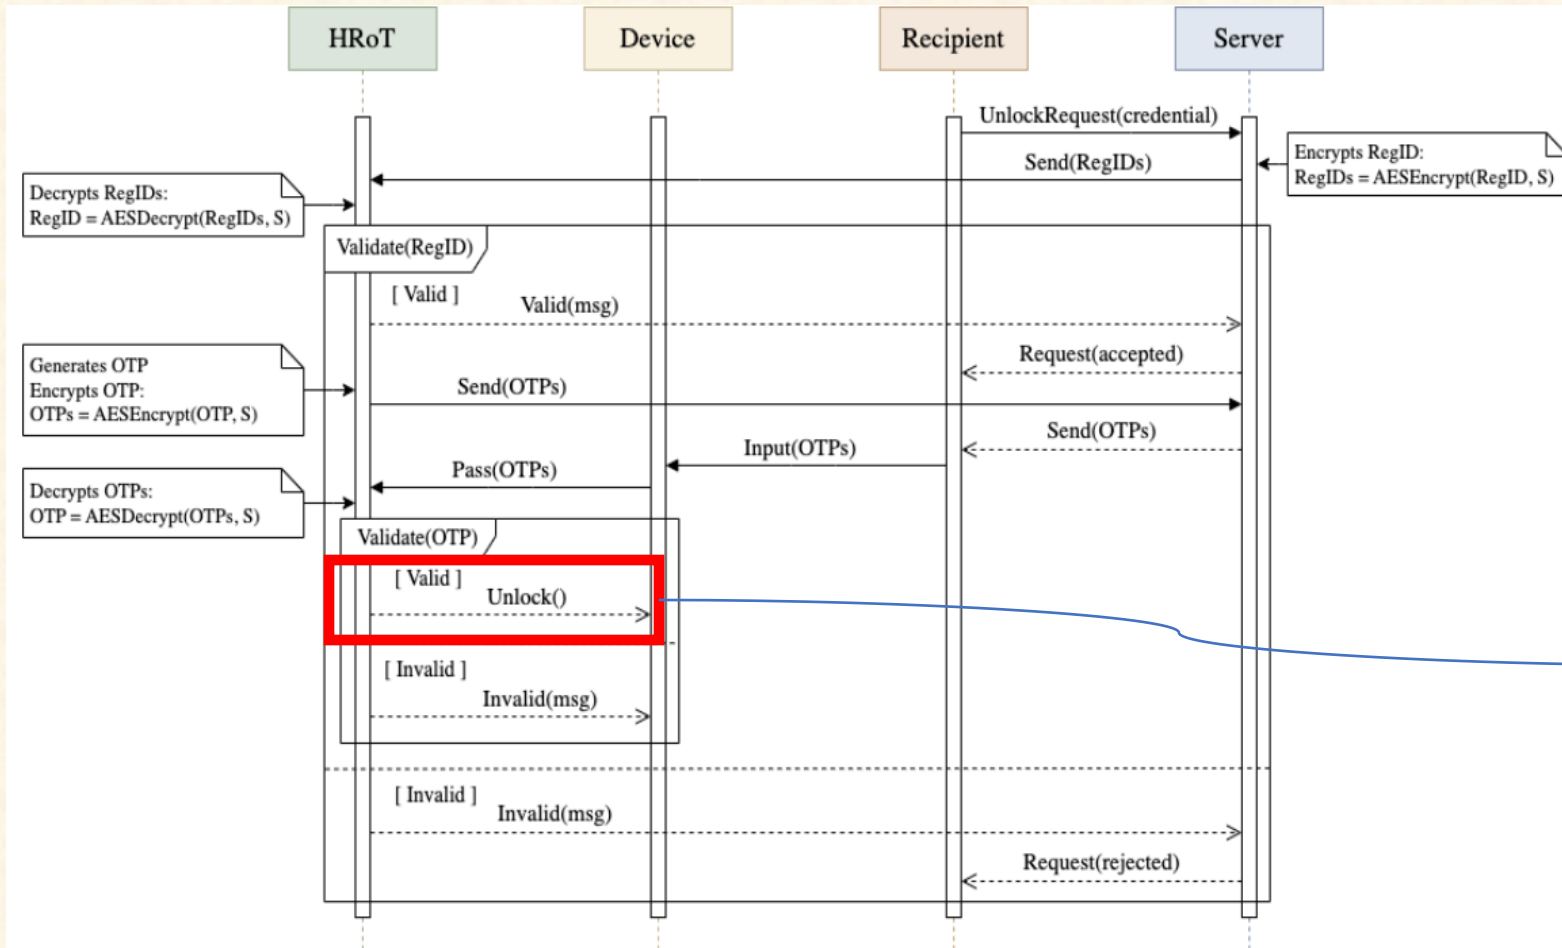 HRoT
Device
Recipient
Server
UnlockRequest(credential)
Encrypts RegID:
RegIDs = AESEncrypt(RegID, S)
Send(RegIDs)
Decrypts RegIDs:
RegID = AESDecrypt(RegIDs, S)
Validate(RegID)
[ Valid ]
Valid(msg)
Request(accepted)
Generates OTP
Encrypts OTP:
OTPs = AESEncrypt(OTP, S)
Send(OTPs)
Send(OTPs)
Input(OTPs)
Pass(OTPs)
Decrypts OTPs:
OTP = AESDecrypt(OTPs, S)
Validate(OTP)
[ Valid ]
Unlock()
[ Invalid ]
Invalid(msg)
[ Invalid ]
Invalid(msg)
Request(rejected)